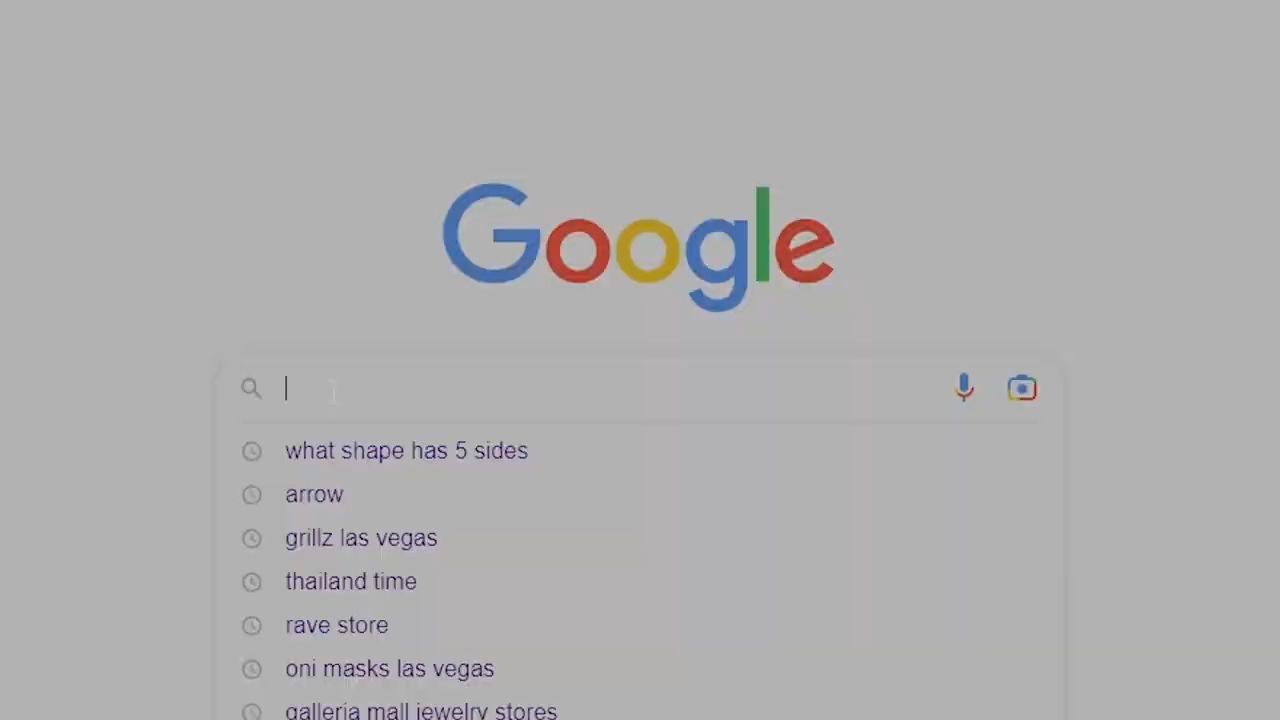 Google
what shape has 5 sides
arrow
grillz las vegas
thailand time
rave store
oni masks las vegas
galleria mall jewelry stores